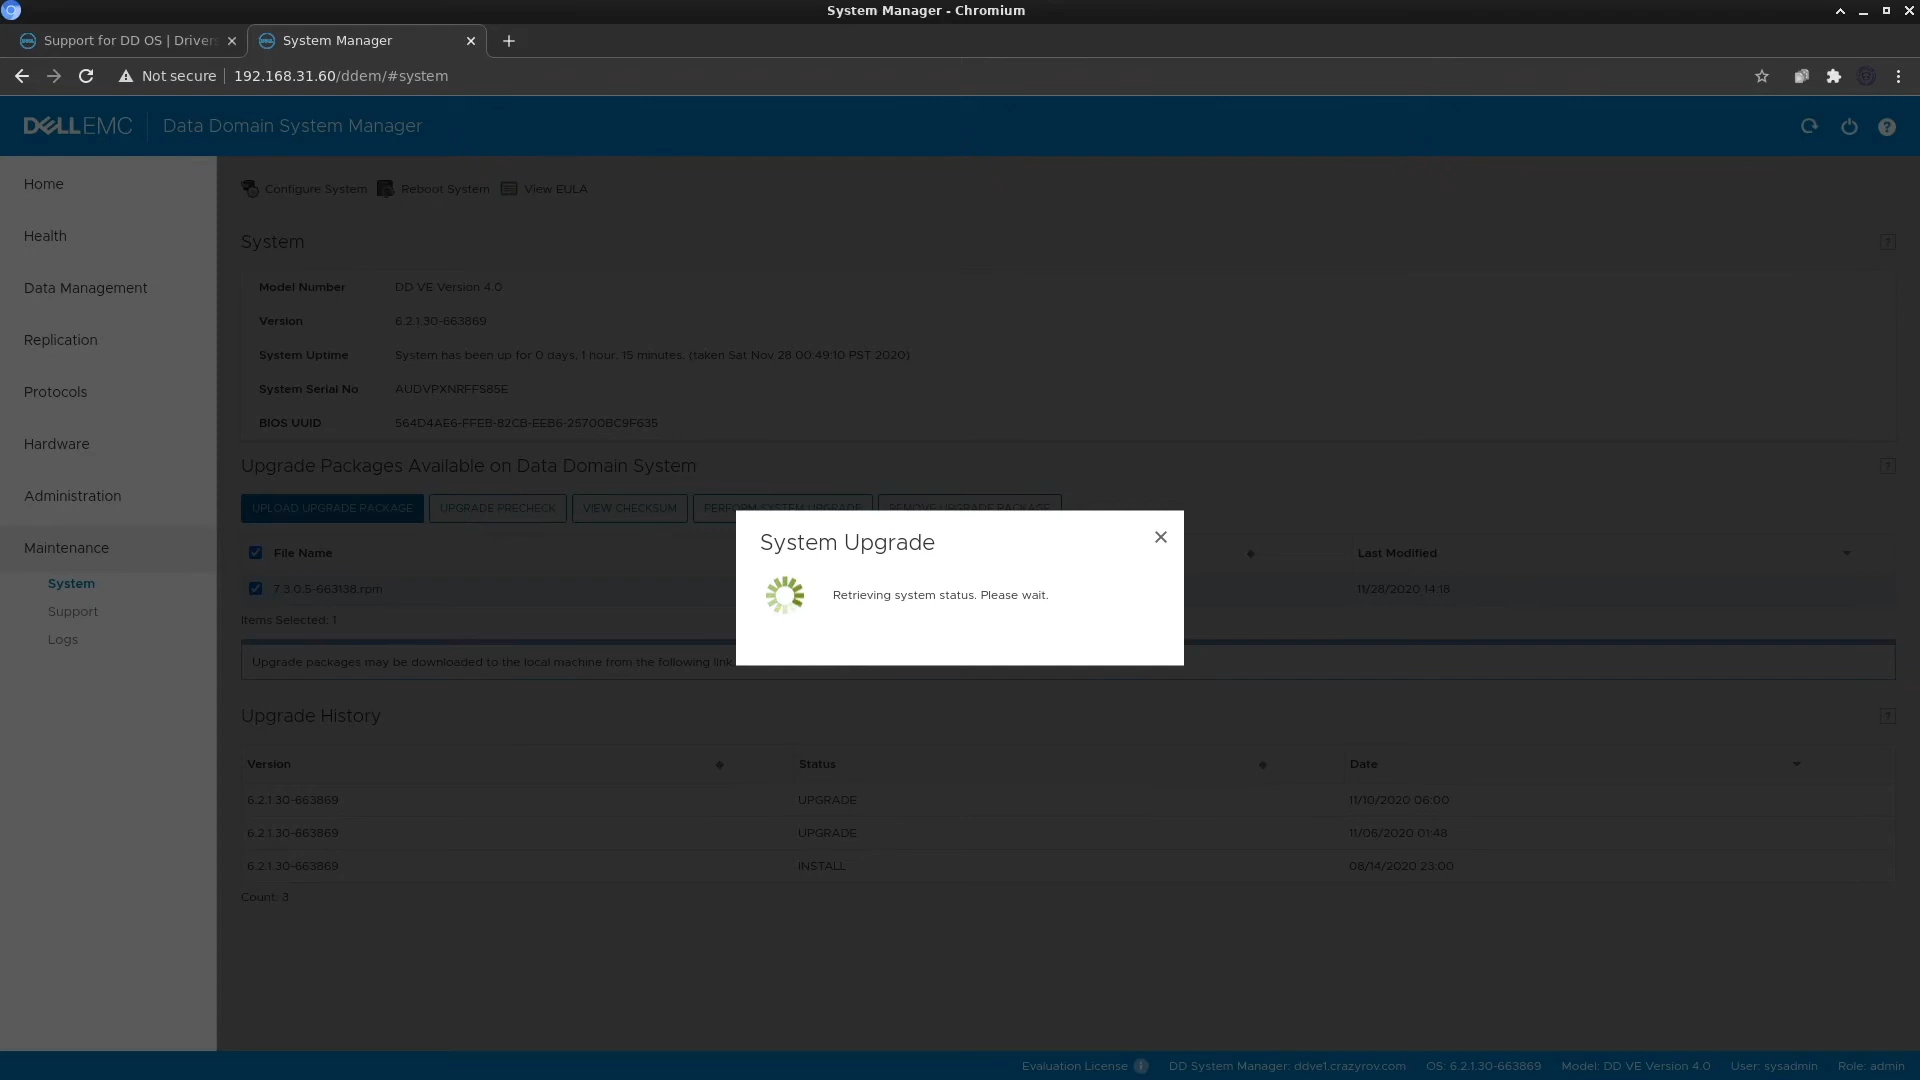 System Manager - Chromium
Support for DD OS | Drivers
System Manager
Not secure
192.168.31.60/ddem/#system
DELLEMC
Data Domain System Manager
Home
Health
Data Management
Replication
Protocols
Hardware
Administration
Maintenance
System
Support
Logs
Configure System
Reboot System
View EULA
System
Model Number DD VE Version 4.0
Version 6.2.1.30-663869
System Uptime System has been up for 0 days, 1 hour, 15 minutes. (taken Sat Nov 28 00:49:10 PST 2020)
System Serial No AUDVPXNRFFS85E
BIOS UUID 564D4AE6-FFEB-82CB-EEB6-25700BC9F635
Upgrade Packages Available on Data Domain System
UPLOAD UPGRADE PACKAGE UPGRADE PRECHECK VIEW CHECKSUM PERFORM SYSTEM UPGRADE REMOVE UPGRADE PACKAGE
File Name Last Modified
7.3.0.5-663138.rpm 11/28/2020 14:18
Items Selected: 1
Upgrade packages may be downloaded to the local machine from the following link
System Upgrade
Retrieving system status. Please wait.
Upgrade History
Version Status Date
6.2.1.30-663869 UPGRADE 11/10/2020 06:00
6.2.1.30-663869 UPGRADE 11/06/2020 01:48
6.2.1.30-663869 INSTALL 08/14/2020 23:00
Count: 3
Evaluation License DD System Manager: ddve1.crazyrov.com OS: 6.2.1.30-663869 Model: DD VE Version 4.0 User: sysadmin Role: admin